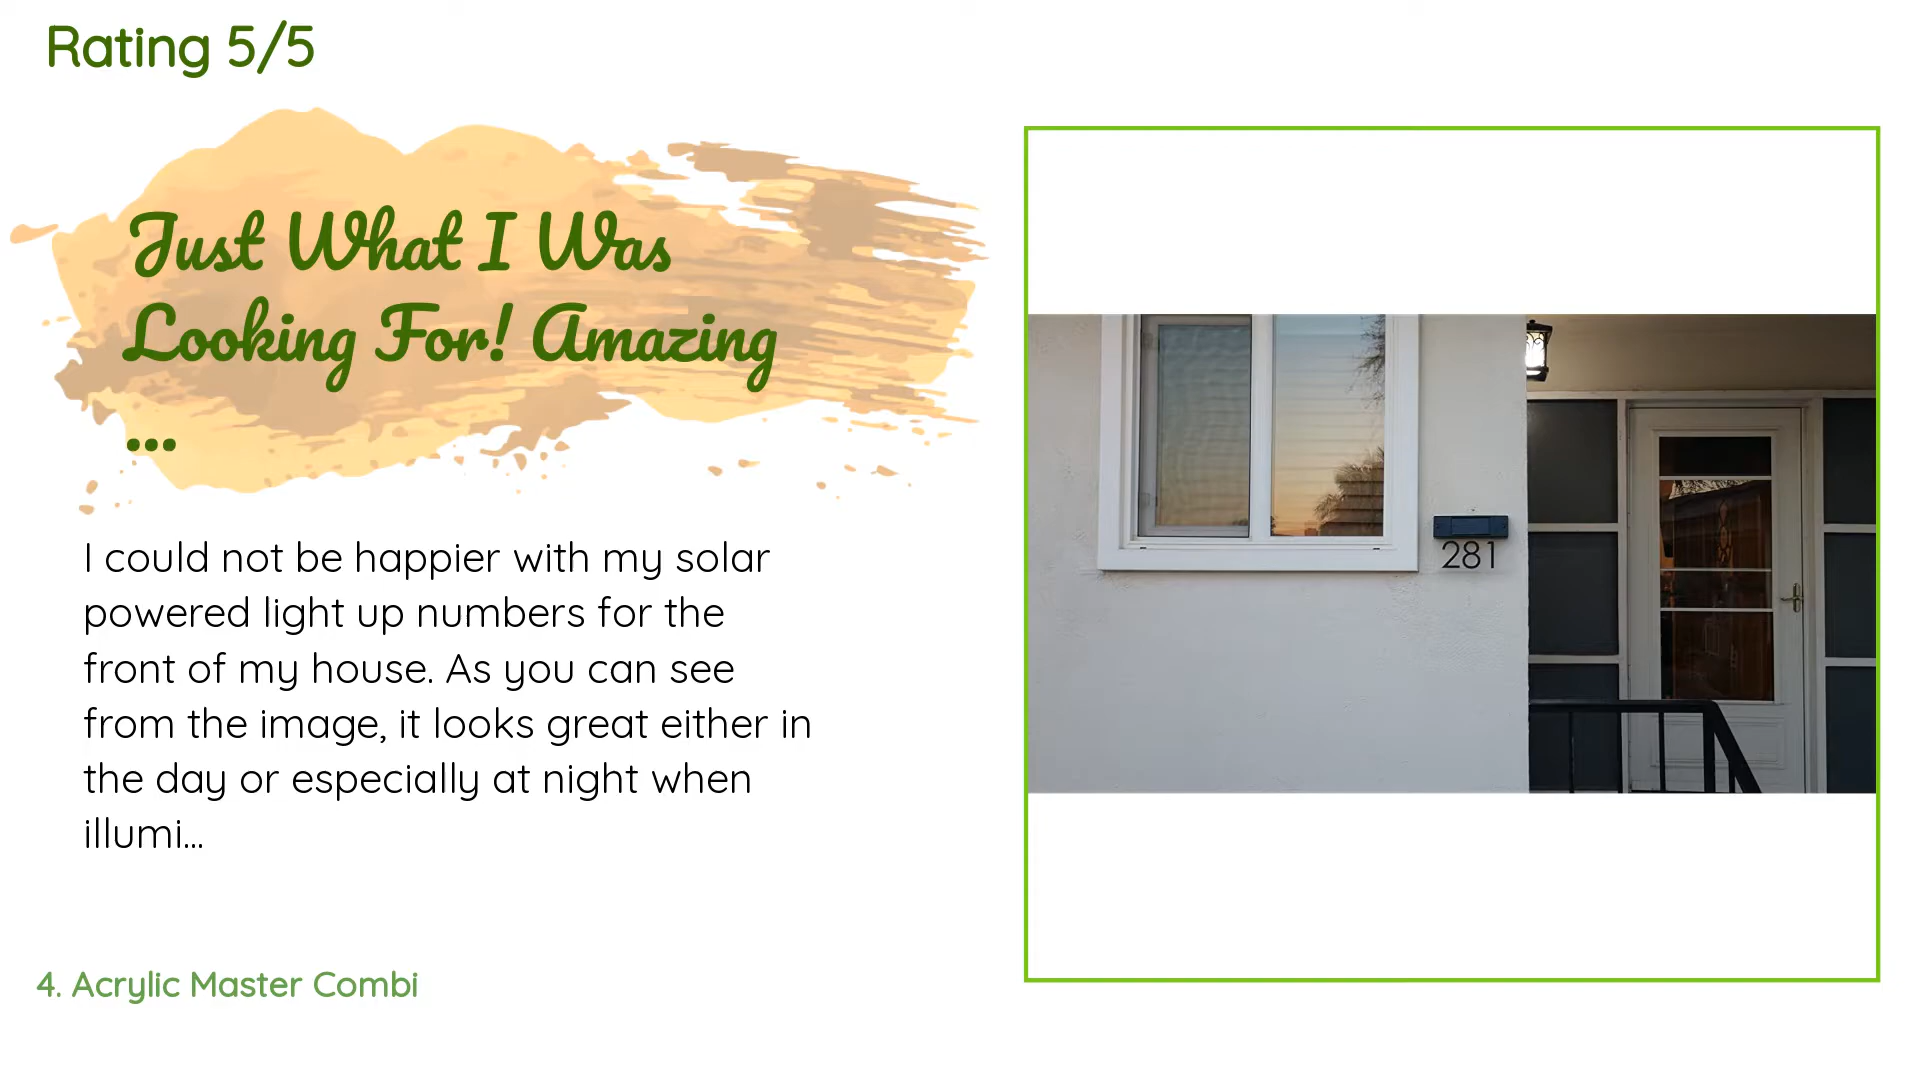 Rating 5/5
Just What I Was
Looking For! Amazing
...
I could not be happier with my solar
powered light up numbers for the
front of my house. As you can see
from the image, it looks great either in
the day or especially at night when
illumi...
281
4. Acrylic Master Combi